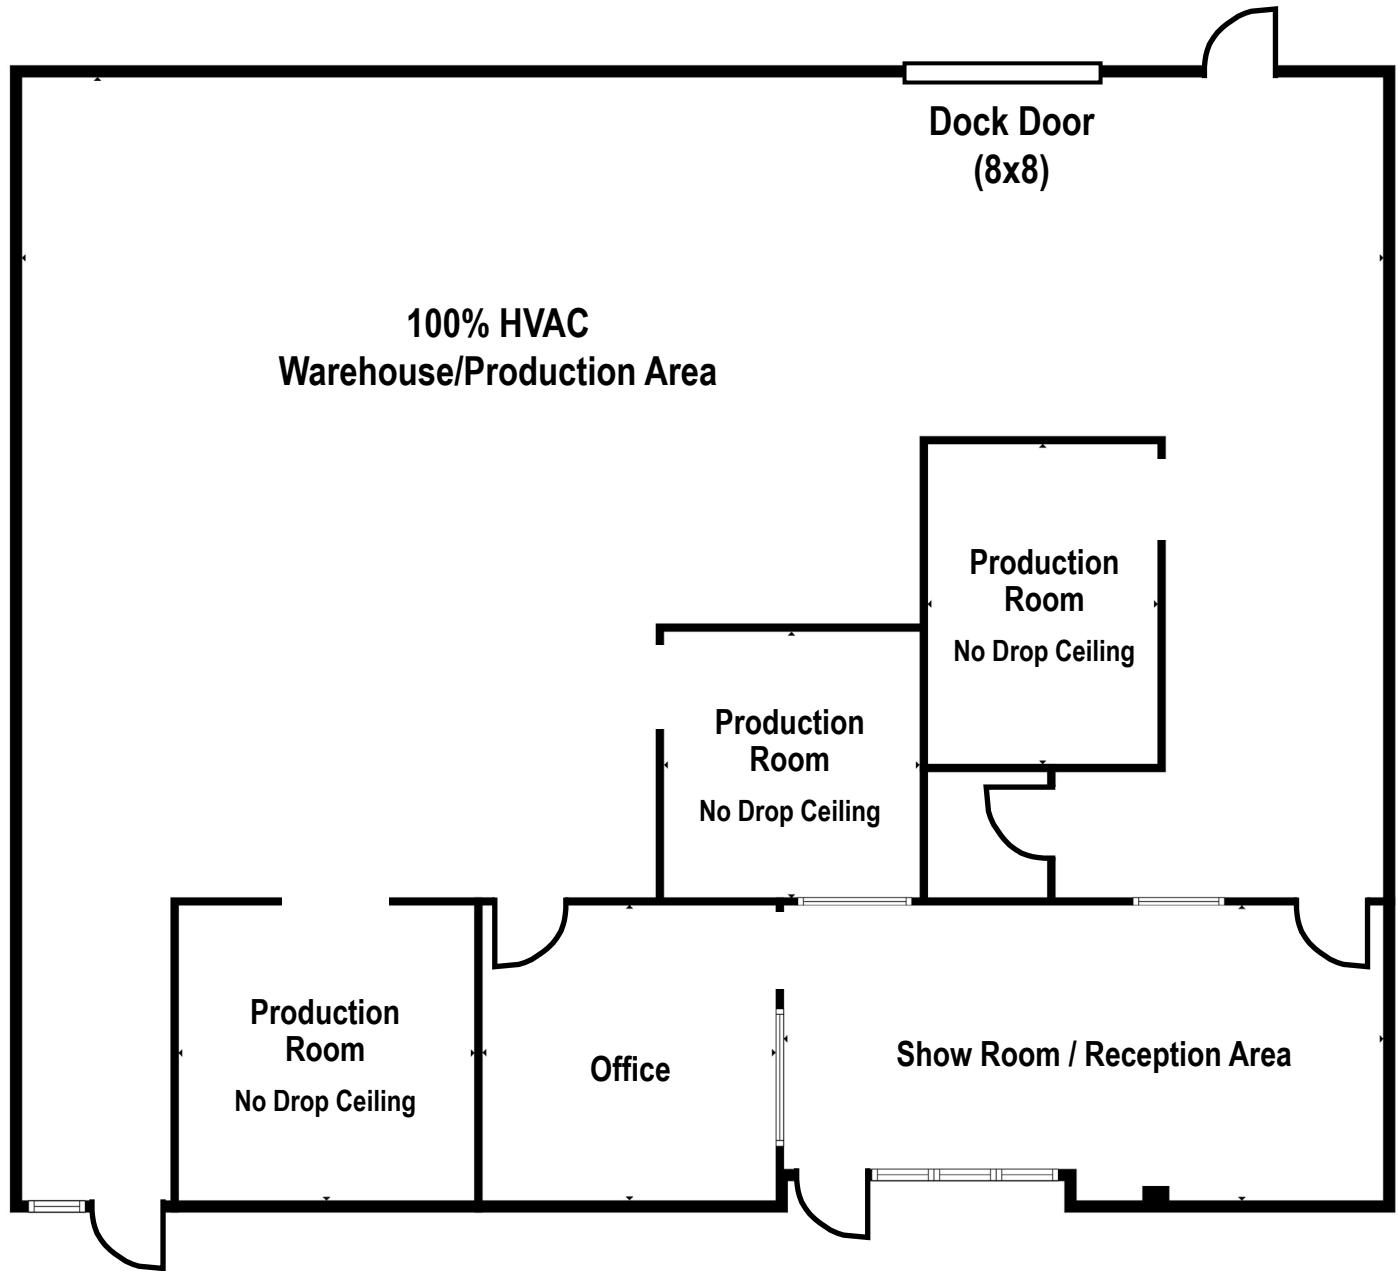 Dock Door
(8x8)
100% HVAC
Warehouse/Production Area
Production
Room
No Drop Ceiling
Production
Room
No Drop Ceiling
Production
Room
No Drop Ceiling
Office
Show Room / Reception Area